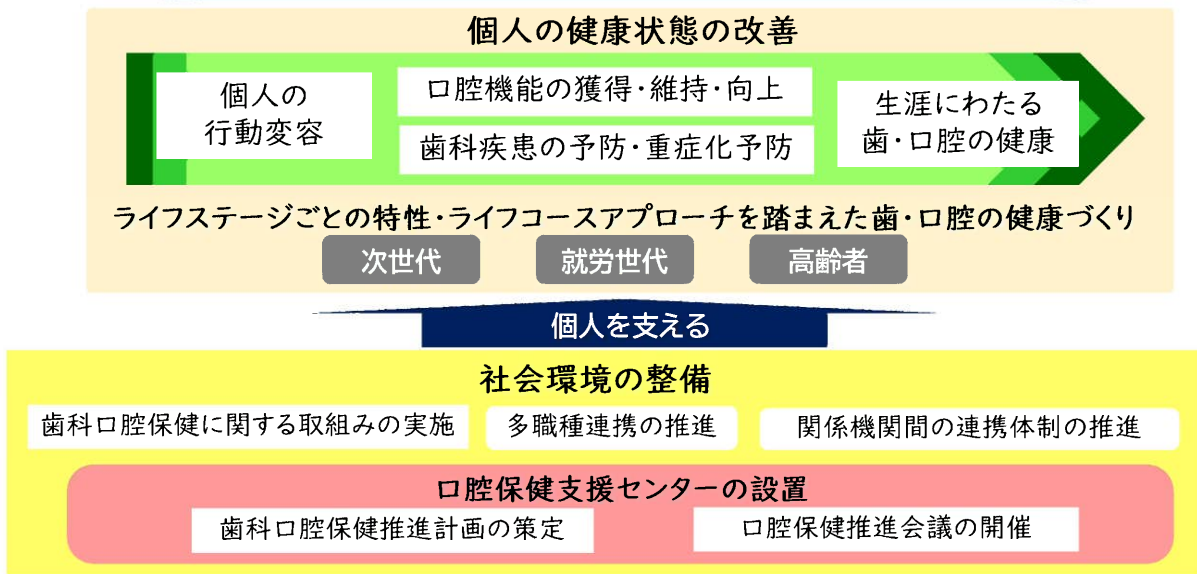 個人の健康状態の改善
個人の
行動変容
口腔機能の獲得・維持・向上
歯科疾患の予防・重症化予防
生涯にわたる
歯・口腔の健康
ライフステージごとの特性・ライフコースアプローチを踏まえた歯・口腔の健康づくり
次世代
就労世代
高齢者
個人を支える
社会環境の整備
歯科口腔保健に関する取組みの実施
多職種連携の推進
関係機関間の連携体制の推進
口腔保健支援センターの設置
歯科口腔保健推進計画の策定
口腔保健推進会議の開催